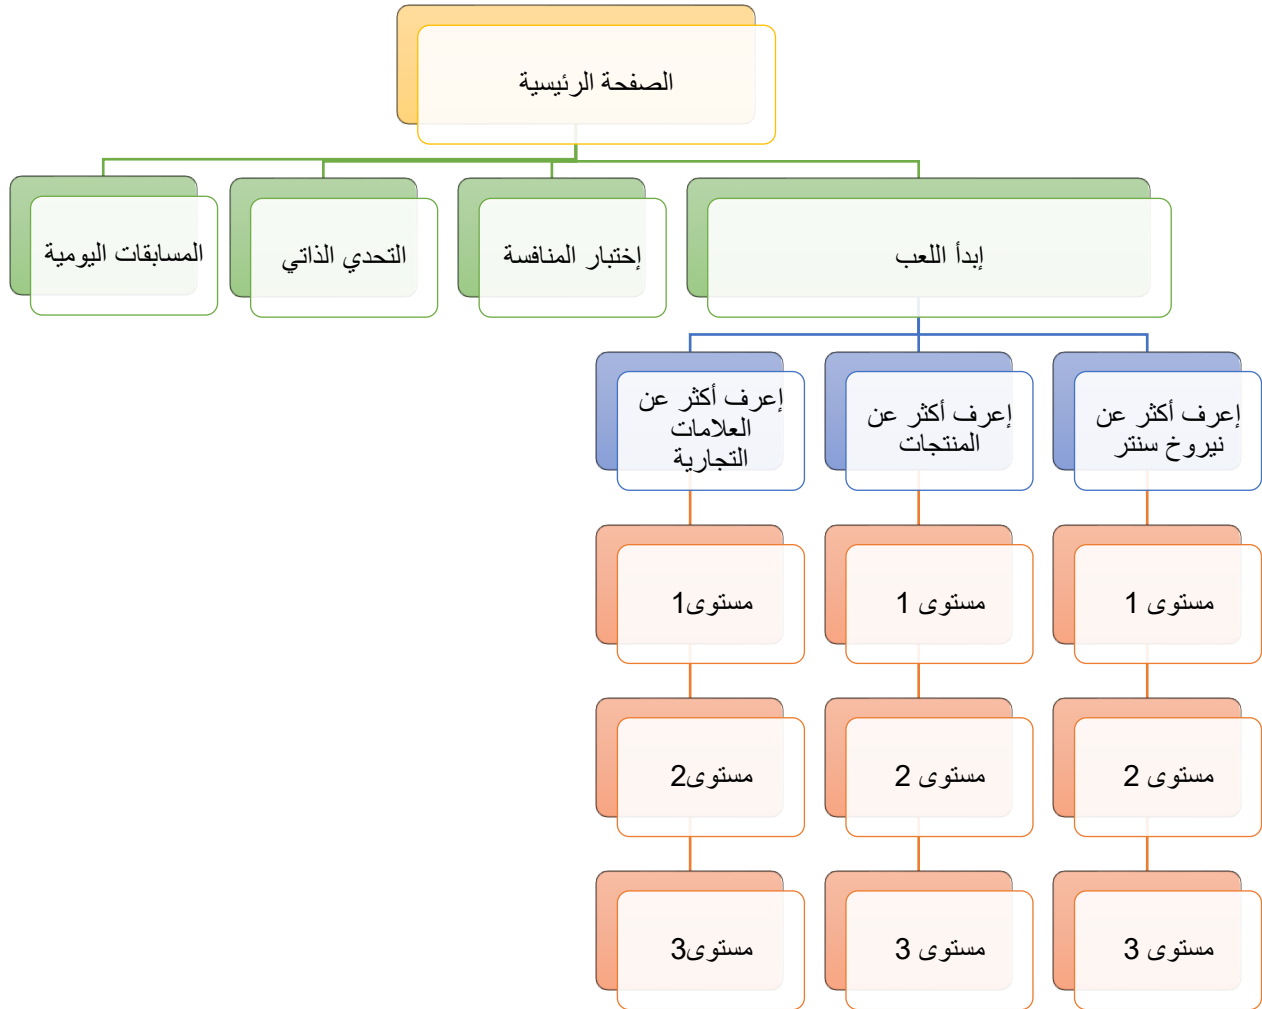 الصفحة الرئيسية
إبدأ اللعب
إختبار المنافسة
التحدي الذاتي
المسابقات اليومية
إعرف أكثر عن
نيروخ سنتر
إعرف أكثر عن
المنتجات
إعرف أكثر عن
العلامات
التجارية
مستوى 1
مستوى 1
مستوى1
مستوى 2
مستوى 2
مستوى2
مستوى 3
مستوى 3
مستوى3